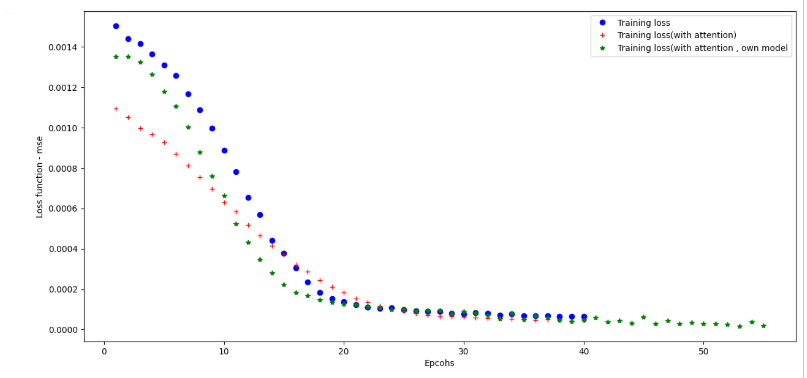 Training loss
Training loss(with attention)
Training loss(with attention , own model
0.0014
0.0012
0.0010
0.0008
0.0006
0.0004
0.0002
0.0000
Loss function - mse
0 10 20 30 40 50
Epcohs